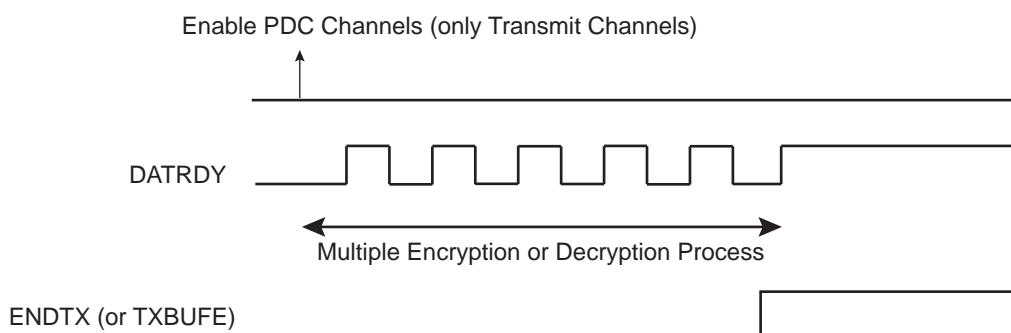 Enable PDC Channels (only Transmit Channels)
DATRDY
Multiple Encryption or Decryption Process
ENDTX (or TXBUFE)